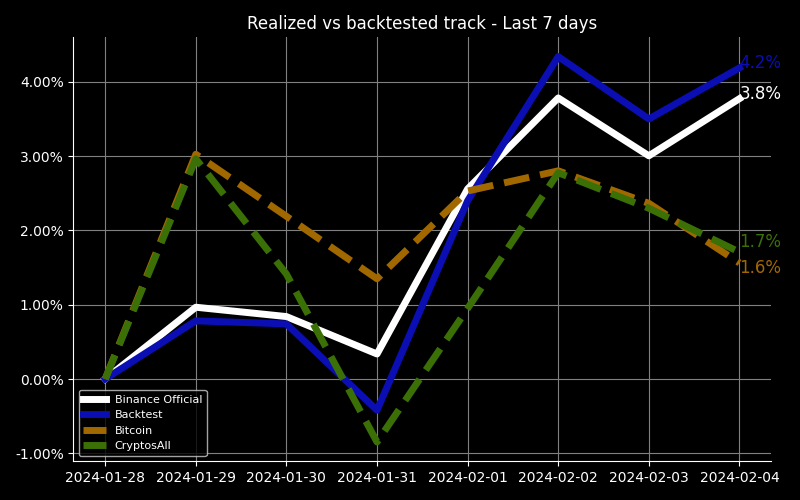 Realized vs backtested track - Last 7 days
4.00%
3.00%
2.00%
1.00%
0.00%
-1.00%
4.2%
3.8%
1.7%
1.6%
Binance Official
Backtest
Bitcoin
CryptosAll
2024-01-28 2024-01-29 2024-01-30 2024-01-31 2024-02-01 2024-02-02 2024-02-03 2024-02-04